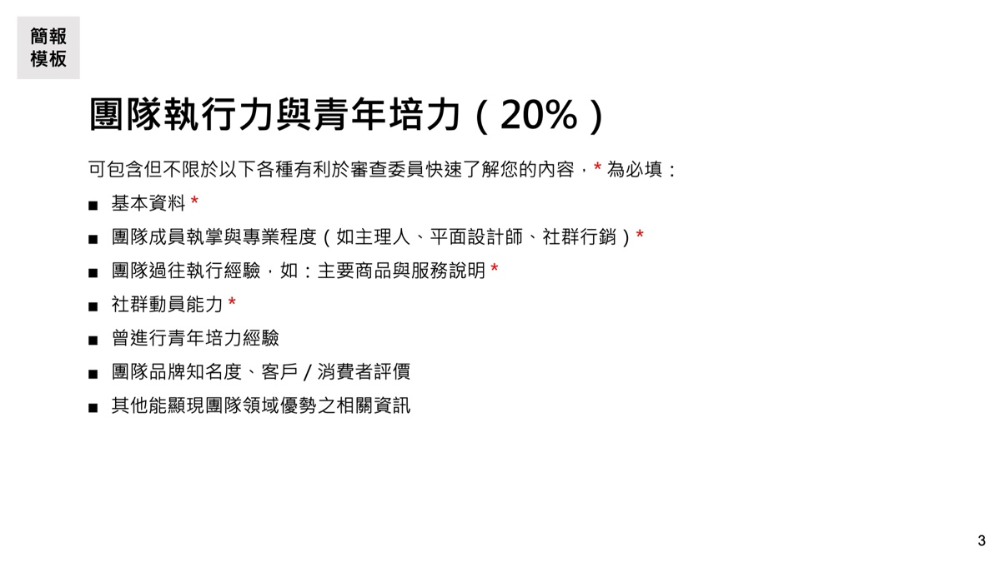 簡報
模板
團隊執行力與青年培力（20%）
可包含但不限於以下各種有利於審查委員快速了解您的內容，* 為必填：
■ 基本資料 *
■ 團隊成員執掌與專業程度（如主理人、平面設計師、社群行銷）*
■ 團隊過往執行經驗，如：主要商品與服務說明 *
■ 社群動員能力 *
■ 曾進行青年培力經驗
■ 團隊品牌知名度、客戶 / 消費者評價
■ 其他能顯現團隊領域優勢之相關資訊
3